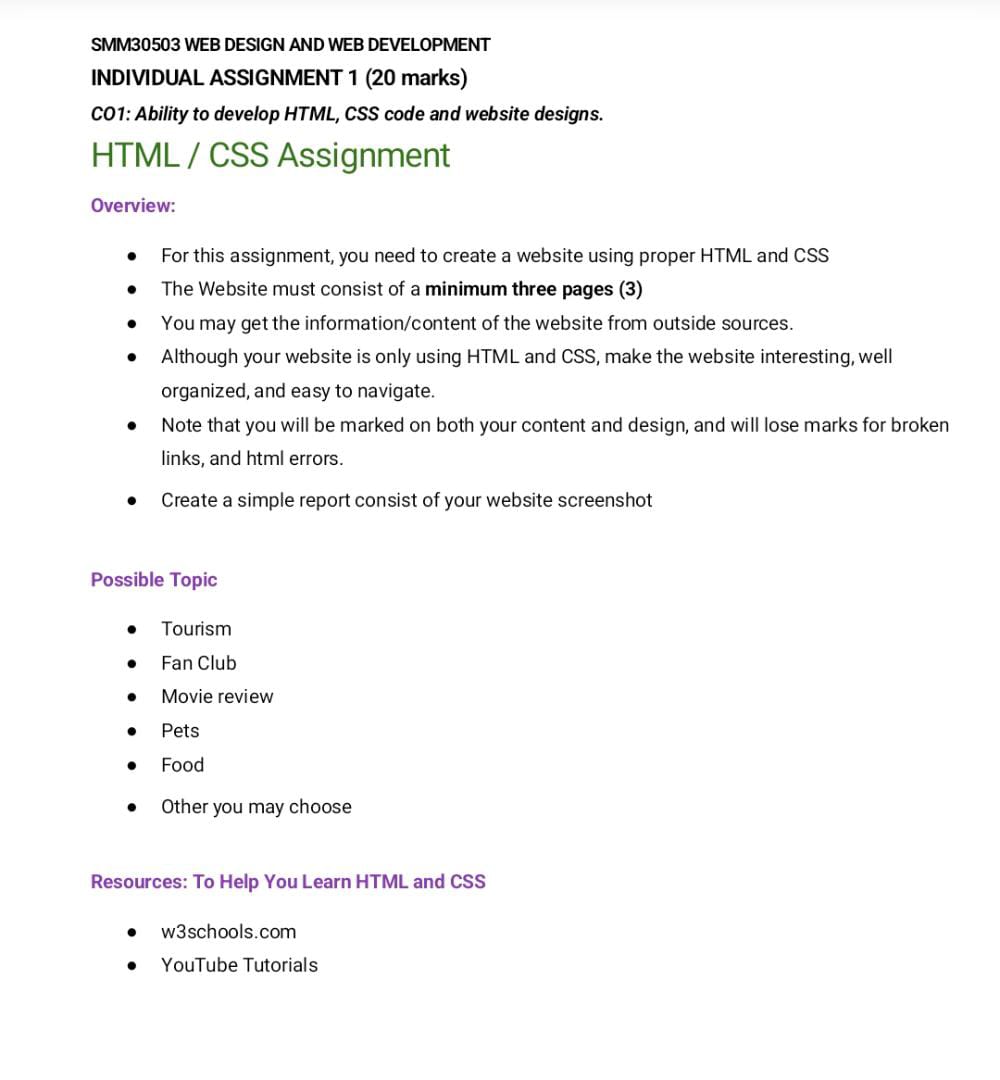 SMM30503 WEB DESIGN AND WEB DEVELOPMENT
INDIVIDUAL ASSIGNMENT 1 (20 marks)
CO1: Ability to develop HTML, CSS code and website designs.
HTML / CSS Assignment
Overview:
● For this assignment, you need to create a website using proper HTML and CSS
● The Website must consist of a minimum three pages (3)
● You may get the information/content of the website from outside sources.
● Although your website is only using HTML and CSS, make the website interesting, well
organized, and easy to navigate.
● Note that you will be marked on both your content and design, and will lose marks for broken
links, and html errors.
● Create a simple report consist of your website screenshot
Possible Topic
● Tourism
● Fan Club
● Movie review
● Pets
● Food
● Other you may choose
Resources: To Help You Learn HTML and CSS
● w3schools.com
● YouTube Tutorials